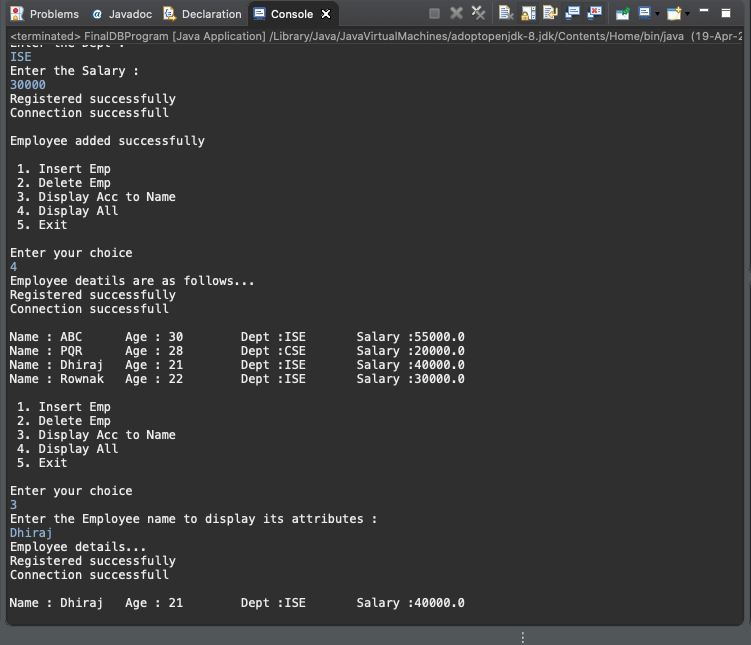 Problems Javadoc Declaration Console
<terminated> FinalDBProgram [Java Application] /Library/Java/JavaVirtualMachines/adoptopenjdk-8.jdk/Contents/Home/bin/java (19-Apr-2
Enter the Dept :
ISE
Enter the Salary :
30000
Registered successfully
Connection successfull
Employee added successfully
1. Insert Emp
2. Delete Emp
3. Display Acc to Name
4. Display All
5. Exit
Enter your choice
4
Employee deatils are as follows...
Registered successfully
Connection successfull
Name : ABC Age : 30 Dept :ISE Salary :55000.0
Name : PQR Age : 28 Dept :CSE Salary :20000.0
Name : Dhiraj Age : 21 Dept :ISE Salary :40000.0
Name : Rownak Age : 22 Dept :ISE Salary :30000.0
1. Insert Emp
2. Delete Emp
3. Display Acc to Name
4. Display All
5. Exit
Enter your choice
3
Enter the Employee name to display its attributes :
Dhiraj
Employee details...
Registered successfully
Connection successfull
Name : Dhiraj Age : 21 Dept :ISE Salary :40000.0